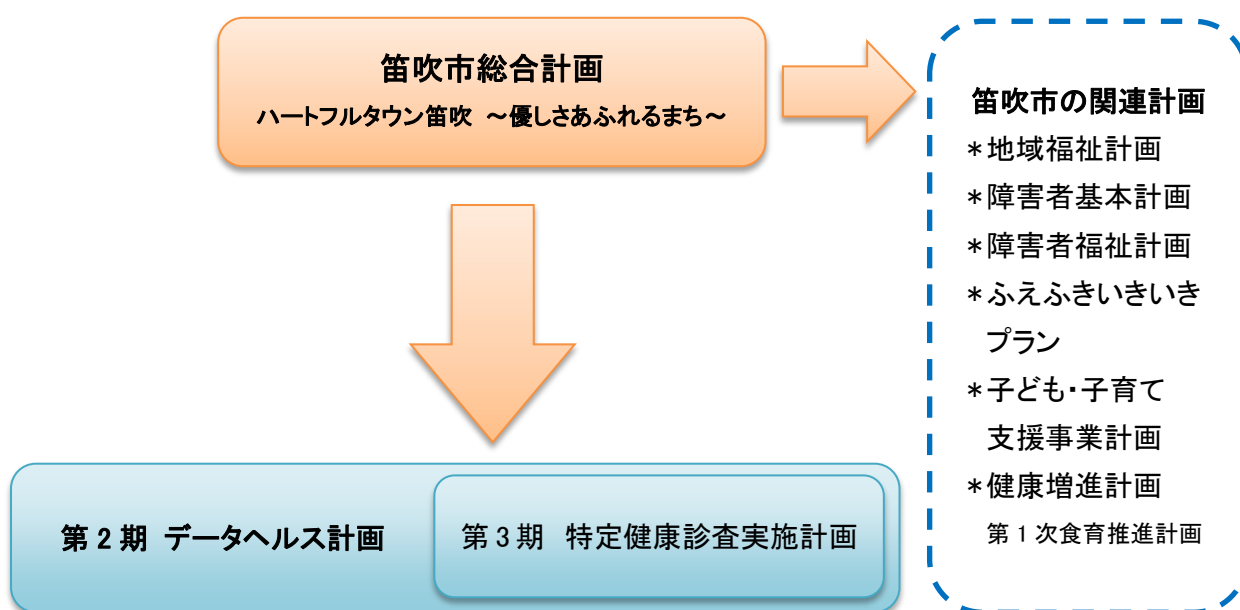 笛吹市総合計画
ハートフルタウン笛吹 ～優しさあふれるまち～
笛吹市の関連計画
*地域福祉計画
*障害者基本計画
*障害者福祉計画
*ふえふきいきいき
プラン
*子ども・子育て
支援事業計画
*健康増進計画
第1次食育推進計画
第2期 データヘルス計画
第3期 特定健康診査実施計画